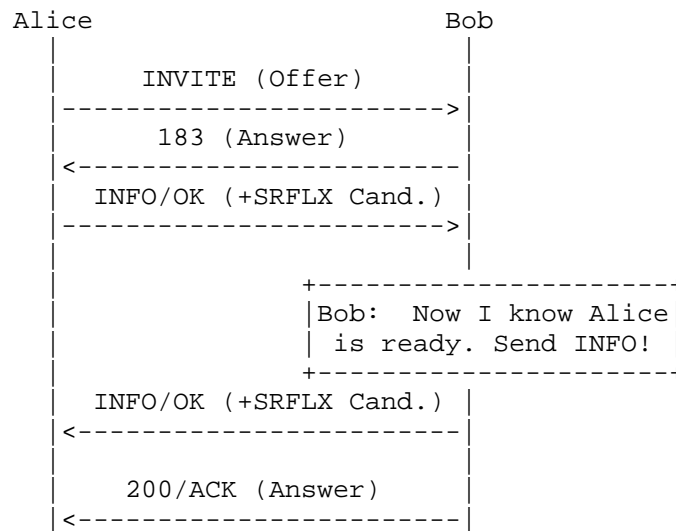 Alice Bob
INVITE (Offer)
------------------------>
183 (Answer)
<------------------------
INFO/OK (+SRFLX Cand.)
------------------------>
+------------------------
Bob:  Now I know Alice
is ready. Send INFO!
+------------------------
INFO/OK (+SRFLX Cand.)
<------------------------
200/ACK (Answer)
<------------------------